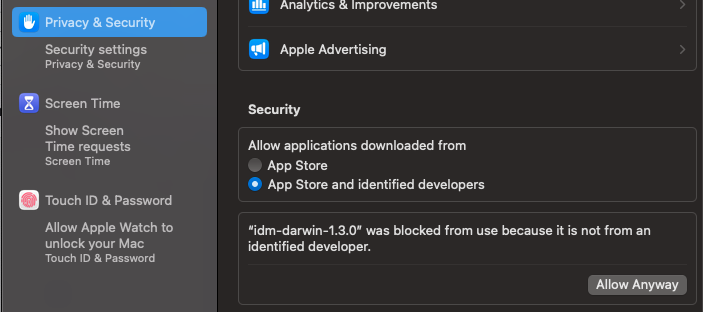 Privacy & Security
Security settings
Privacy & Security
Screen Time
Show Screen
Time requests
Screen Time
Touch ID & Password
Allow Apple Watch to
unlock your Mac
Touch ID & Password
Analytics & Improvements
Apple Advertising
Security
Allow applications downloaded from
App Store
App Store and identified developers
“idm-darwin-1.3.0” was blocked from use because it is not from an
identified developer.
Allow Anyway